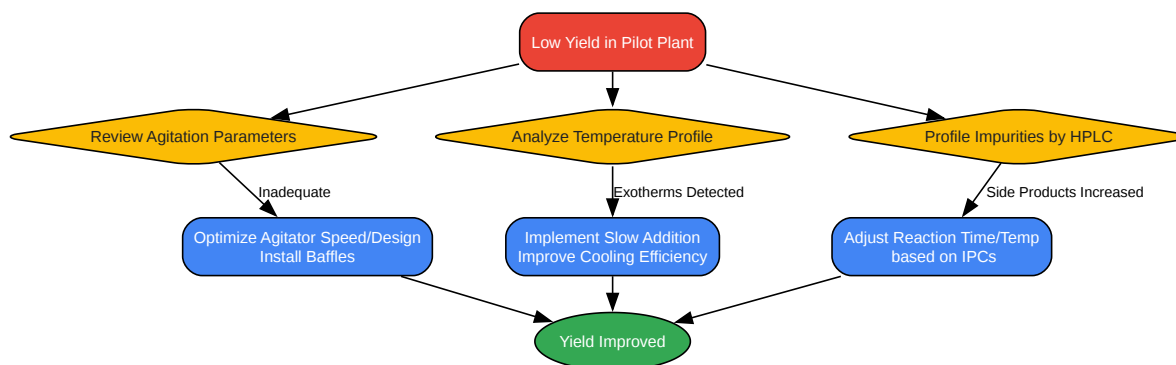 Low Yield in Pilot Plant
Review Agitation Parameters
Analyze Temperature Profile
Profile Impurities by HPLC
Inadequate
Exotherms Detected
Side Products Increased
Optimize Agitator Speed/Design
Install Baffles
Implement Slow Addition
Improve Cooling Efficiency
Adjust Reaction Time/Temp
based on IPCs
Yield Improved